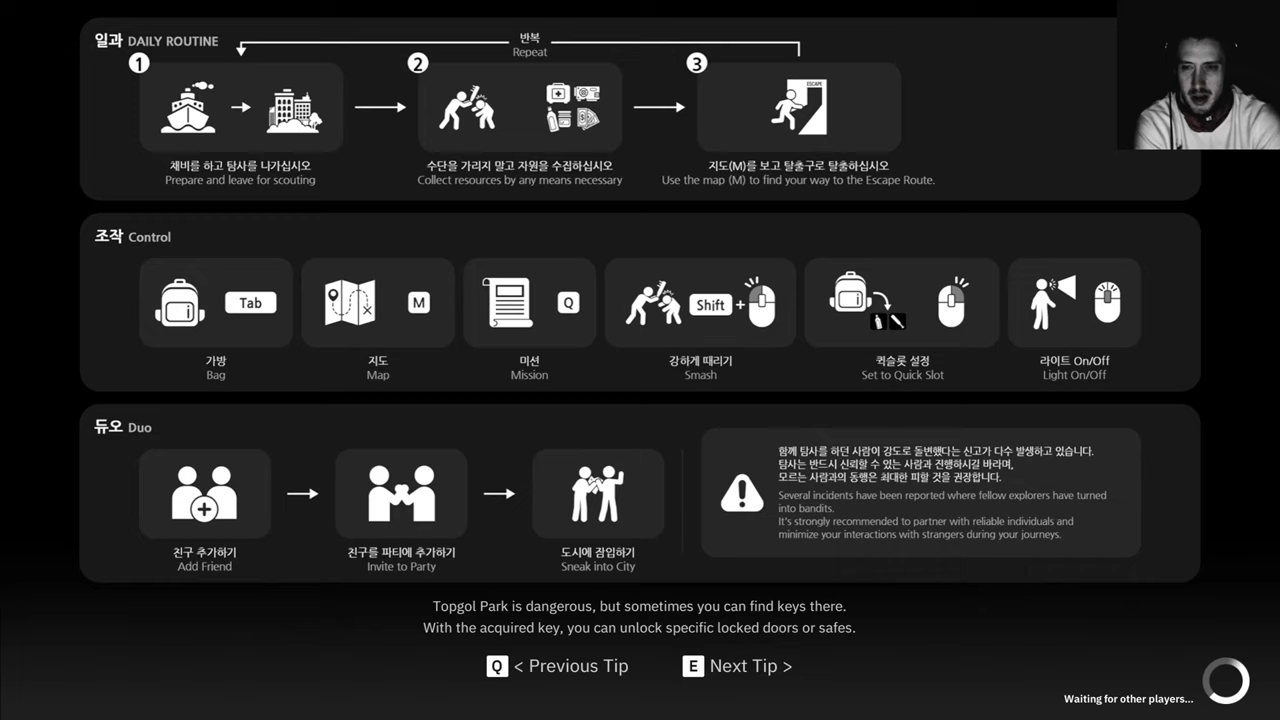 일과 DAILY ROUTINE
반복
Repeat
1
2
3
ESCAPE
체비를 하고 탐사를 나가십시오
Prepare and leave for scouting
수단을 가리지 말고 자원을 수집하십시오
Collect resources by any means necessary
지도(M)를 보고 탈출구로 탈출하십시오
Use the map (M) to find your way to the Escape Route.
조작 Control
Tab
M
Q
Shift +
가방
Bag
지도
Map
미션
Mission
강하게 때리기
Smash
퀵슬롯 설정
Set to Quick Slot
라이트 On/Off
Light On/Off
듀오 Duo
친구 추가하기
Add Friend
친구를 파티에 추가하기
Invite to Party
도시에 잠입하기
Sneak into City
함께 탐사를 하던 사람이 강도로 돌변했다는 신고가 다수 발생하고 있습니다.
탐사는 반드시 신뢰할 수 있는 사람과 진행하시길 바라며,
모르는 사람과의 동행은 최대한 피할 것을 권장합니다.
Several incidents have been reported where fellow explorers have turned
into bandits.
It's strongly recommended to partner with reliable individuals and
minimize your interactions with strangers during your journeys.
Topgol Park is dangerous, but sometimes you can find keys there.
With the acquired key, you can unlock specific locked doors or safes.
Q < Previous Tip
E Next Tip >
Waiting for other players...